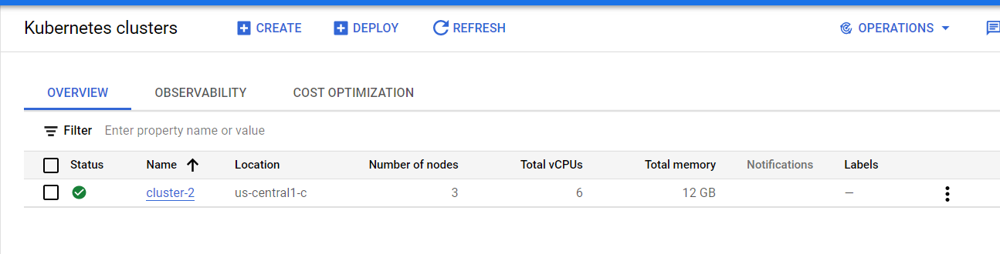 Kubernetes clusters CREATE DEPLOY REFRESH OPERATIONS
OVERVIEW OBSERVABILITY COST OPTIMIZATION
Filter Enter property name or value
Status Name Location Number of nodes Total vCPUs Total memory Notifications Labels
cluster-2 us-central1-c 3 6 12 GB —